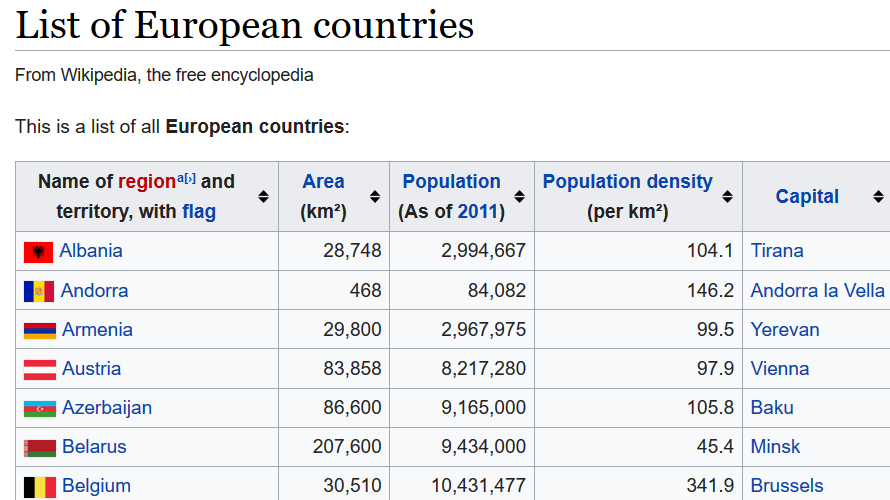 List of European countries
From Wikipedia, the free encyclopedia
This is a list of all European countries:
Name of regiona[›] and territory, with flag Area (km²) Population (As of 2011) Population density (per km²) Capital
Albania 28,748 2,994,667 104.1 Tirana
Andorra 468 84,082 146.2 Andorra la Vella
Armenia 29,800 2,967,975 99.5 Yerevan
Austria 83,858 8,217,280 97.9 Vienna
Azerbaijan 86,600 9,165,000 105.8 Baku
Belarus 207,600 9,434,000 45.4 Minsk
Belgium 30,510 10,431,477 341.9 Brussels